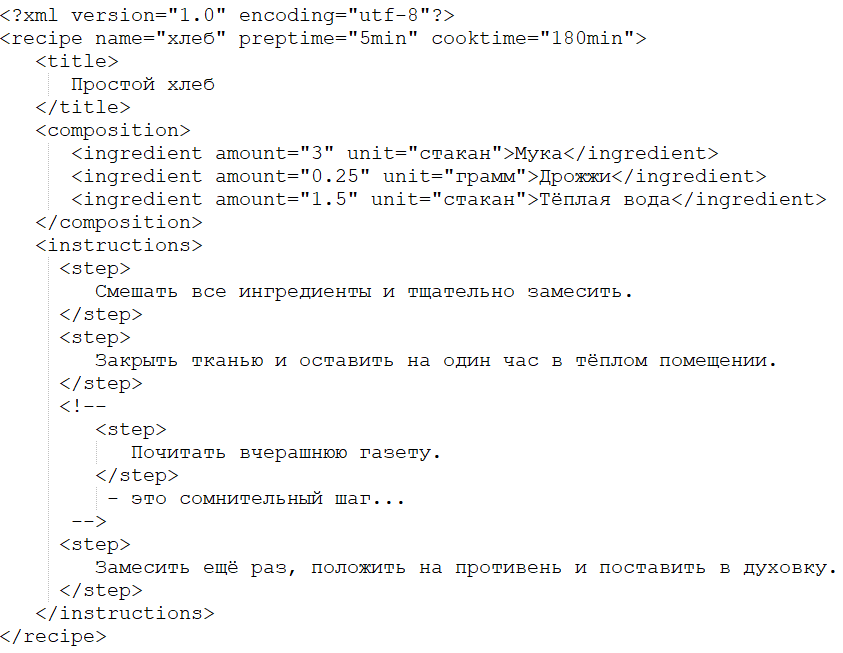 <?xml version="1.0" encoding="utf-8"?>
<recipe name="хлеб" preptime="5min" cooktime="180min">
   <title>
      Простой хлеб
   </title>
   <composition>
      <ingredient amount="3" unit="стакан">Мука</ingredient>
      <ingredient amount="0.25" unit="грамм">Дрожжи</ingredient>
      <ingredient amount="1.5" unit="стакан">Тёплая вода</ingredient>
   </composition>
   <instructions>
     <step>
        Смешать все ингредиенты и тщательно замесить.
     </step>
     <step>
        Закрыть тканью и оставить на один час в тёплом помещении.
     </step>
     <!--
        <step>
           Почитать вчерашнюю газету.
        </step>
         - это сомнительный шаг...
      -->
     <step>
        Замесить ещё раз, положить на противень и поставить в духовку.
     </step>
   </instructions>
</recipe>